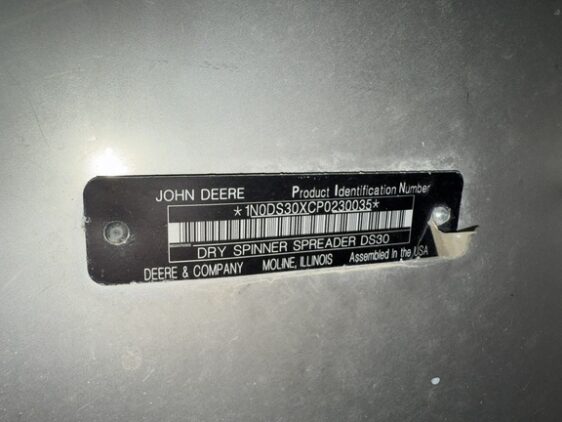 JOHN DEERE Product Identification Number
*1N0DS30XCP0230035*
DRY SPINNER SPREADER DS30
DEERE & COMPANY MOLINE, ILLINOIS Assembled In the USA